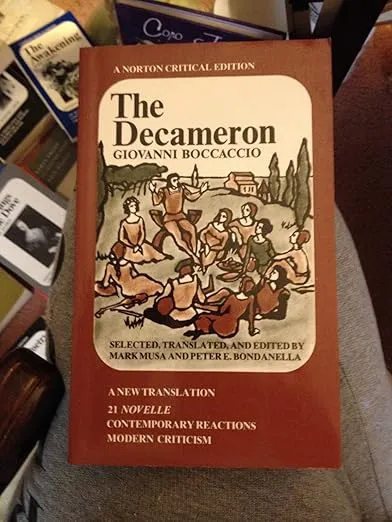 A NORTON CRITICAL EDITION
The
Decameron
GIOVANNI BOCCACCIO
SELECTED, TRANSLATED, AND EDITED BY
MARK MUSA AND PETER E. BONDANELLA
A NEW TRANSLATION
21 NOVELLE
CONTEMPORARY REACTIONS
MODERN CRITICISM
The
Awakening